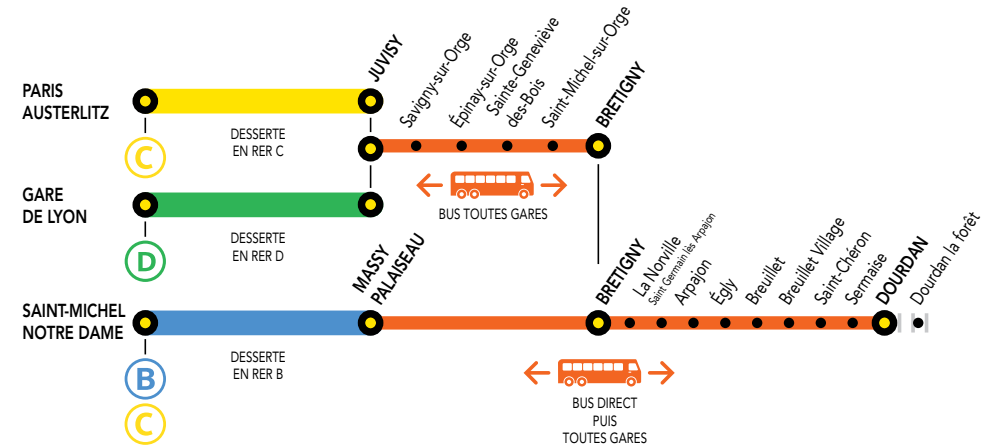 PARIS
AUSTERLITZ
C
DESSERTE
EN RER C
JUVISY
Savigny-sur-Orge
Épinay-sur-Orge
Sainte-Geneviève
des-Bois
Saint-Michel-sur-Orge
BRETIGNY
BUS TOUTES GARES
GARE
DE LYON
D
DESSERTE
EN RER D
MASSY
PALAISEAU
BRETIGNY
La Norville
Saint Germain lès Arpajon
Arpajon
Égly
Breuillet
Breuillet Village
Saint-Chéron
Sermaise
DOURDAN
Dourdan la forêt
SAINT-MICHEL
NOTRE DAME
B
C
DESSERTE
EN RER B
BUS DIRECT
PUIS
TOUTES GARES